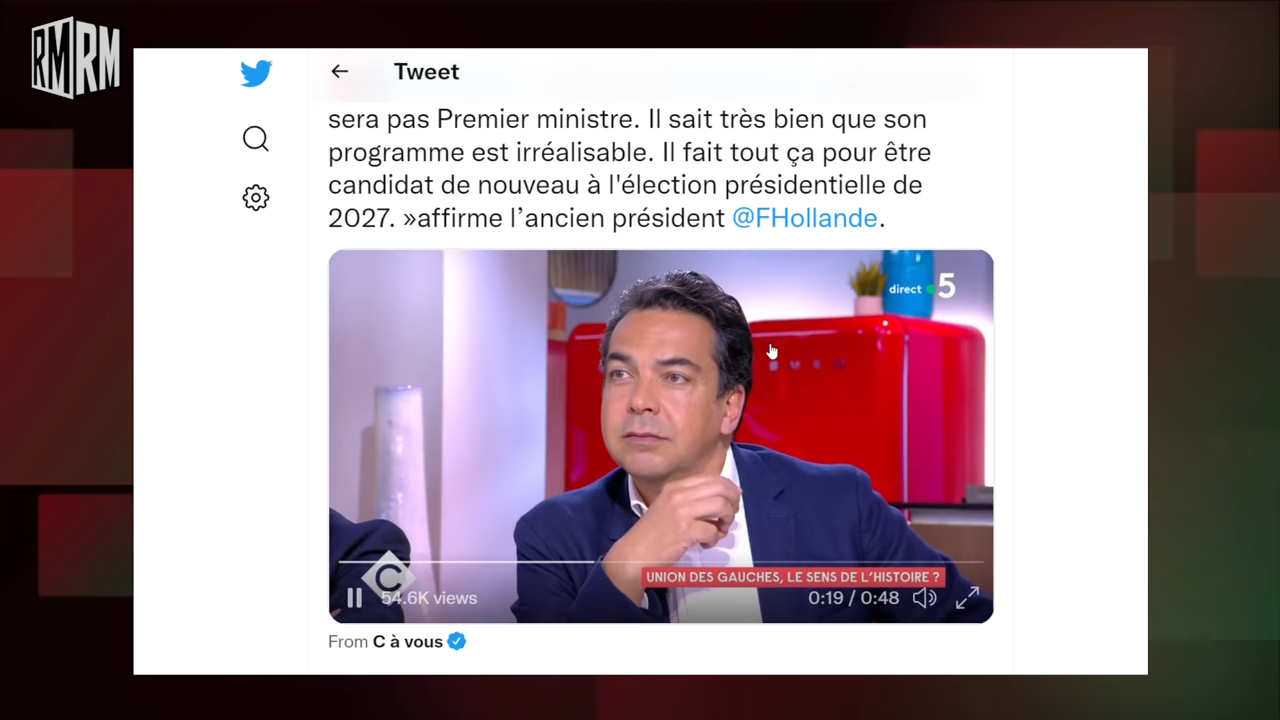 RMRM
Tweet
sera pas Premier ministre. Il sait très bien que son
programme est irréalisable. Il fait tout ça pour être
candidat de nouveau à l'élection présidentielle de
2027. »affirme l’ancien président @FHollande.
direct 5
SMEG
C
UNION DES GAUCHES, LE SENS DE L’HISTOIRE ?
54.6K views
0:19 / 0:48
From C à vous